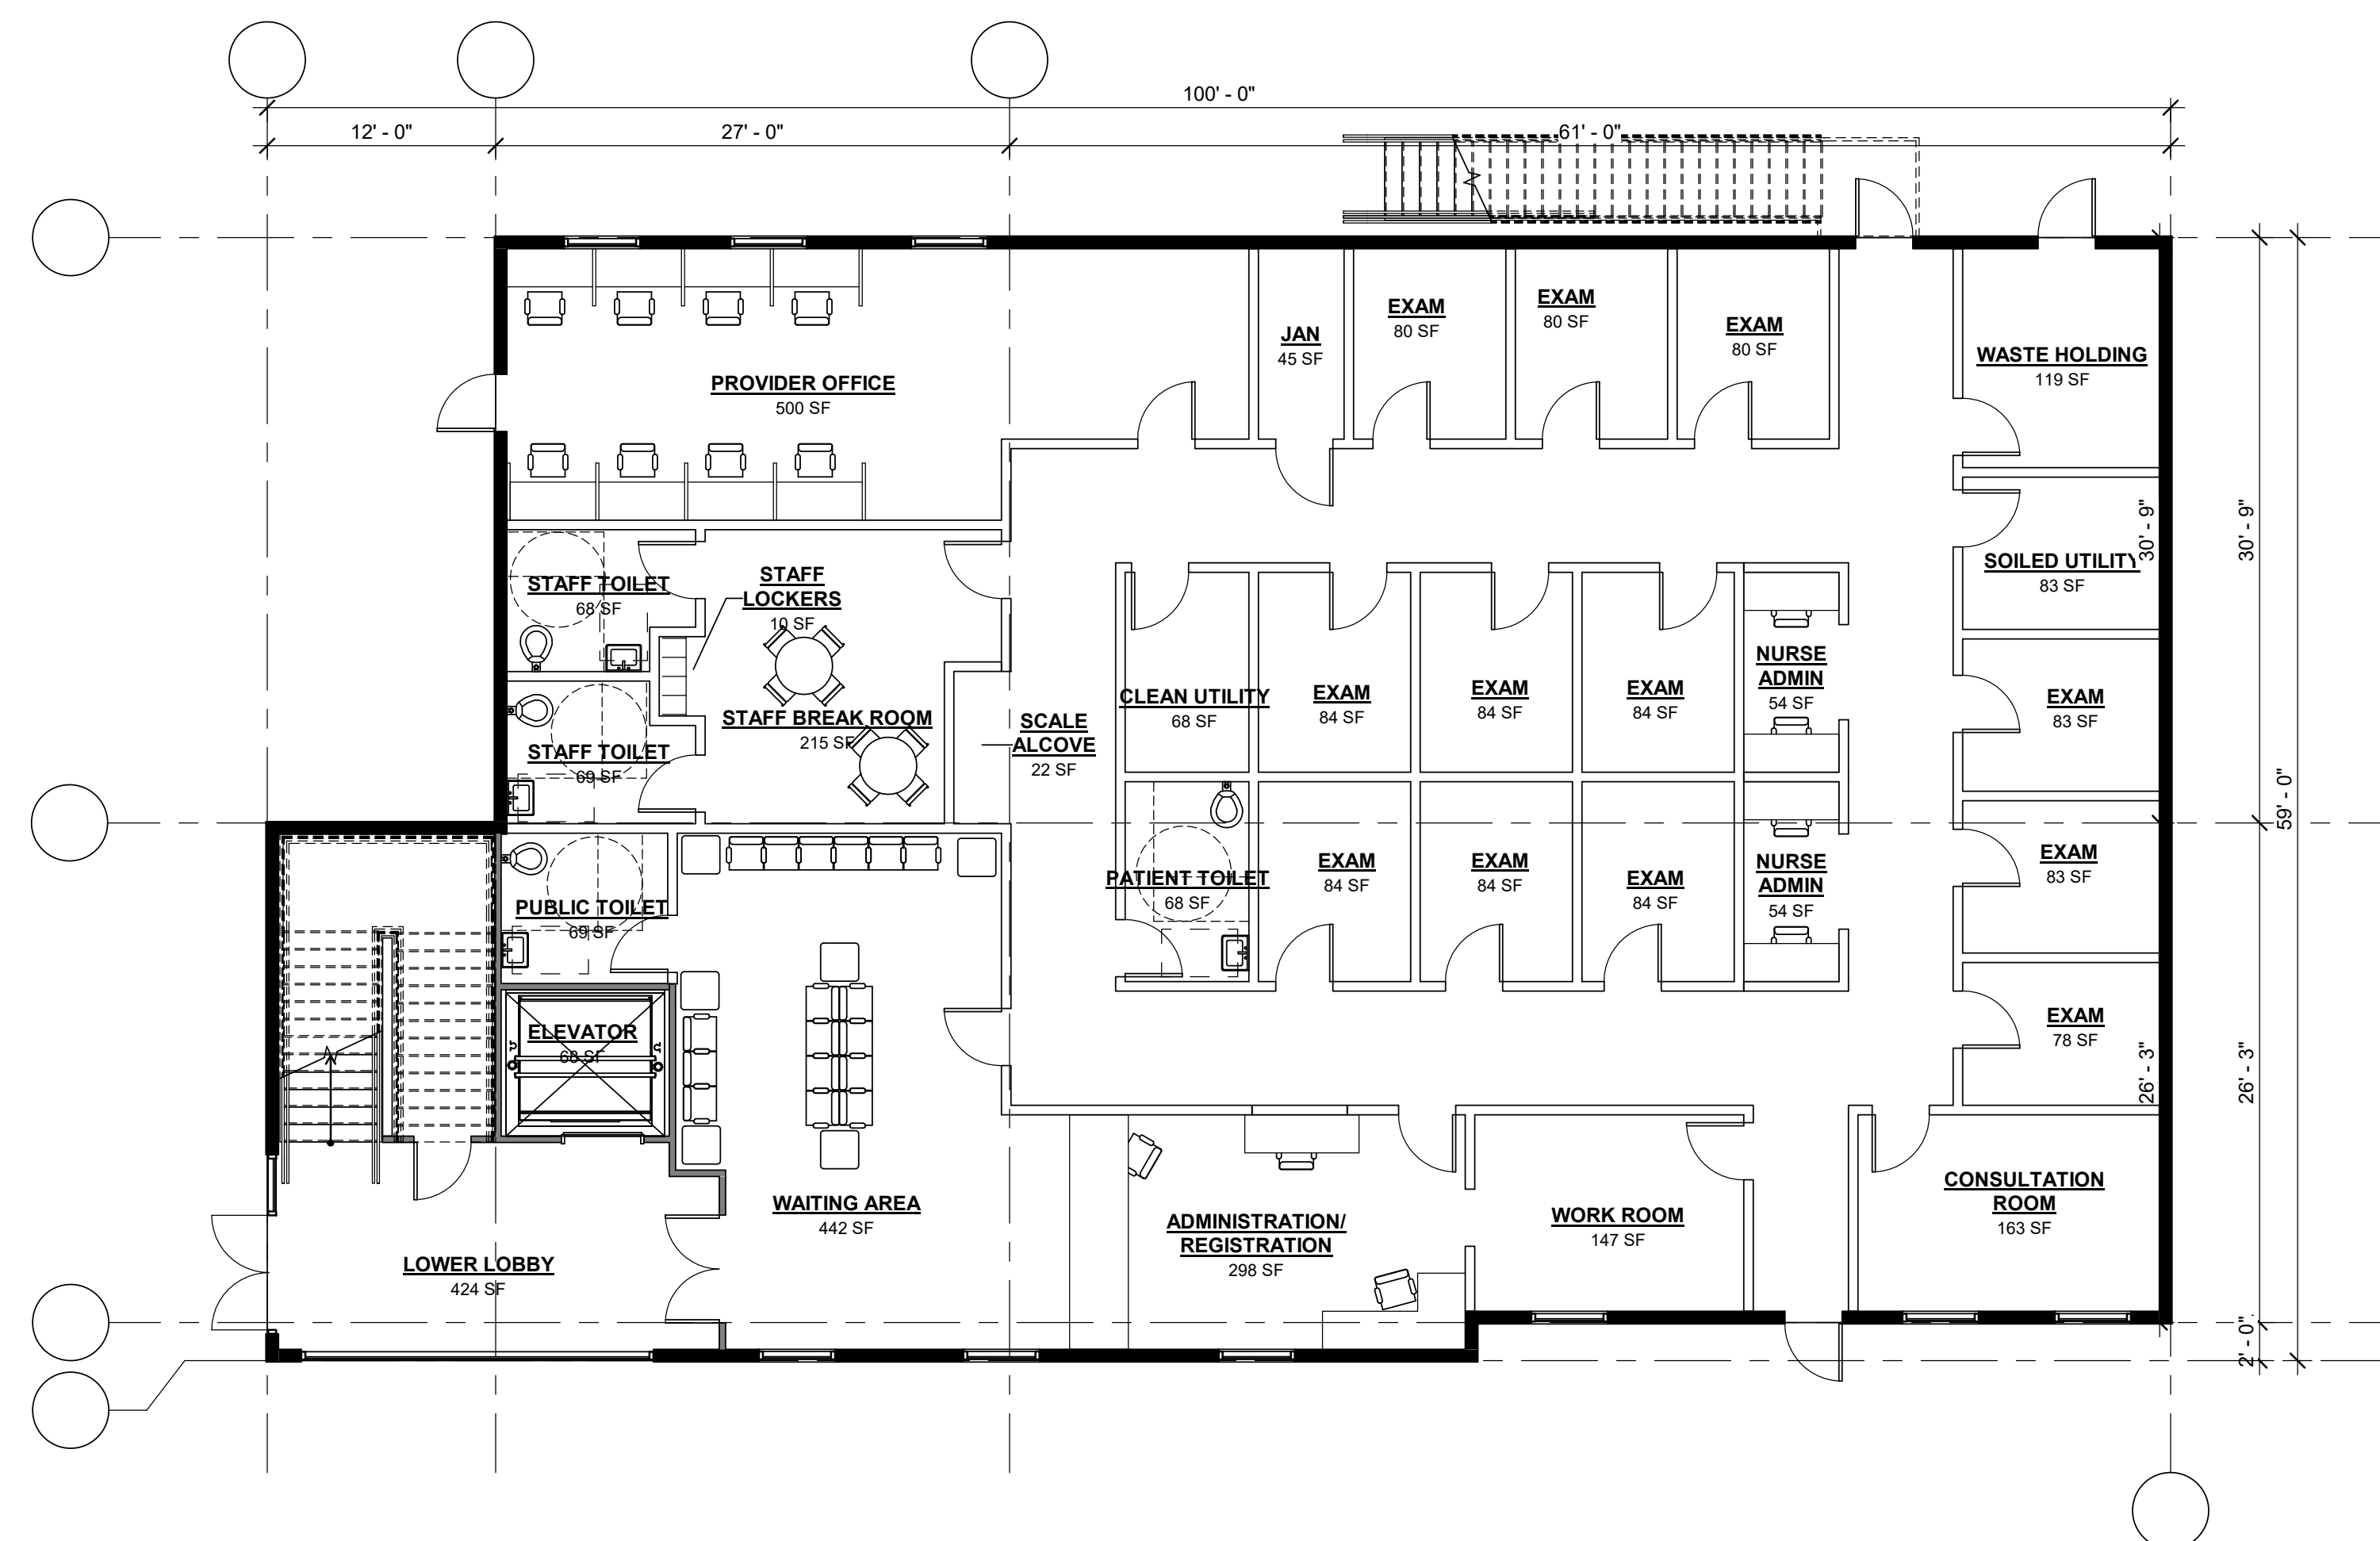 100' - 0"
12' - 0"
27' - 0"
61' - 0"
EXAM
80 SF
EXAM
80 SF
EXAM
80 SF
JAN
45 SF
WASTE HOLDING
119 SF
PROVIDER OFFICE
500 SF
30' - 9"
30' - 9"
SOILED UTILITY
83 SF
STAFF TOILET
68 SF
STAFF
LOCKERS
10 SF
NURSE
ADMIN
54 SF
CLEAN UTILITY
68 SF
EXAM
84 SF
EXAM
84 SF
EXAM
84 SF
EXAM
83 SF
STAFF BREAK ROOM
215 SF
SCALE
ALCOVE
22 SF
STAFF TOILET
69 SF
59' - 0"
PATIENT TOILET
68 SF
EXAM
84 SF
EXAM
84 SF
EXAM
84 SF
NURSE
ADMIN
54 SF
EXAM
83 SF
PUBLIC TOILET
69 SF
ELEVATOR
68 SF
EXAM
78 SF
26' - 3"
26' - 3"
WAITING AREA
442 SF
ADMINISTRATION/
REGISTRATION
298 SF
WORK ROOM
147 SF
CONSULTATION
ROOM
163 SF
LOWER LOBBY
424 SF
2' - 0"